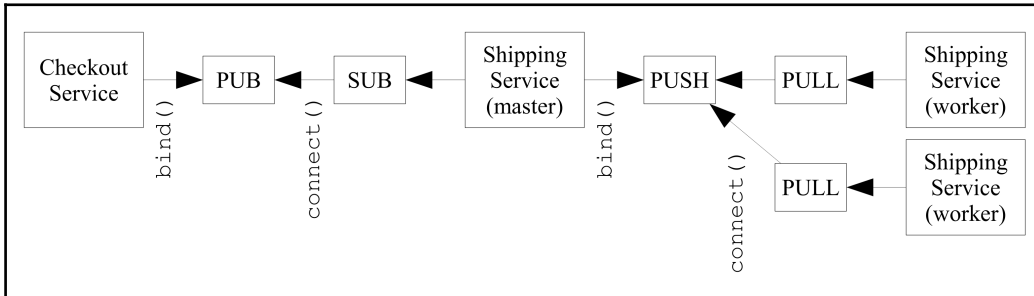 Checkout
Service
bind()
PUB
connect()
SUB
Shipping
Service
(master)
bind()
PUSH
connect()
PULL
Shipping
Service
(worker)
PULL
Shipping
Service
(worker)